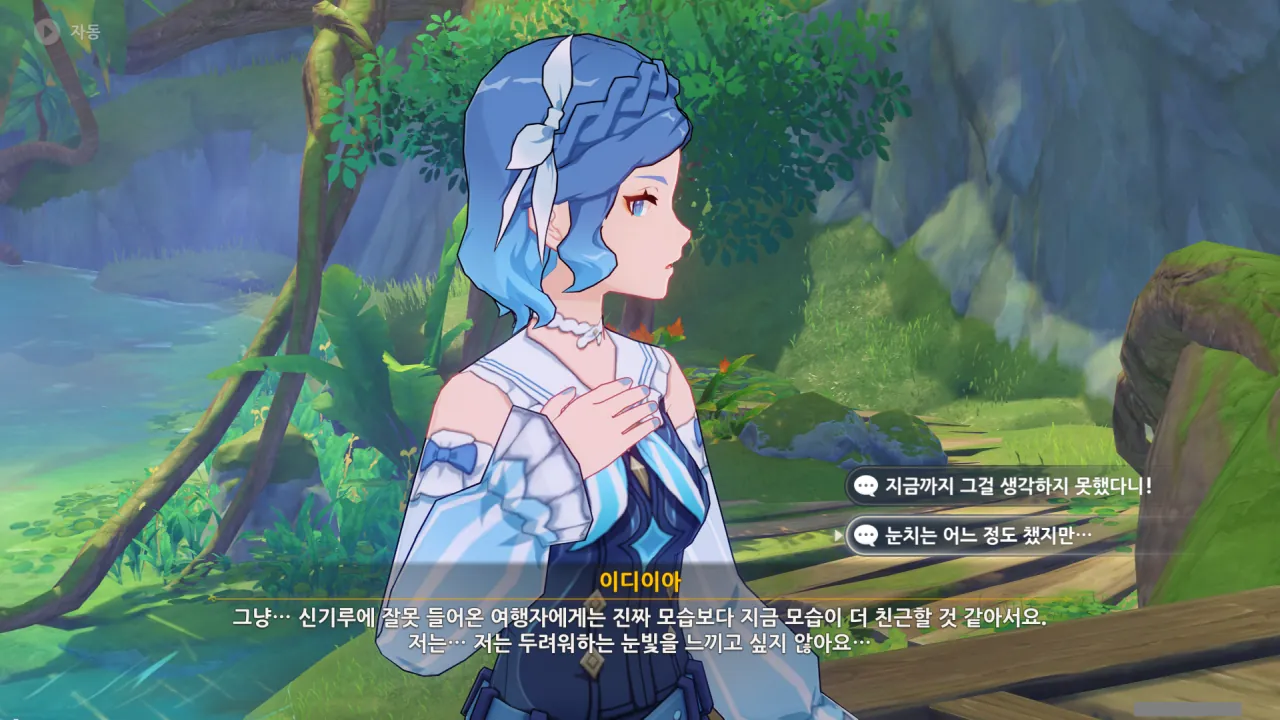 자동
지금까지 그걸 생각하지 못했다니!
눈치는 어느 정도 챘지만…
이디이아
그냥… 신기루에 잘못 들어온 여행자에게는 진짜 모습보다 지금 모습이 더 친근할 것 같아서요.
저는… 저는 두려워하는 눈빛을 느끼고 싶지 않아요…